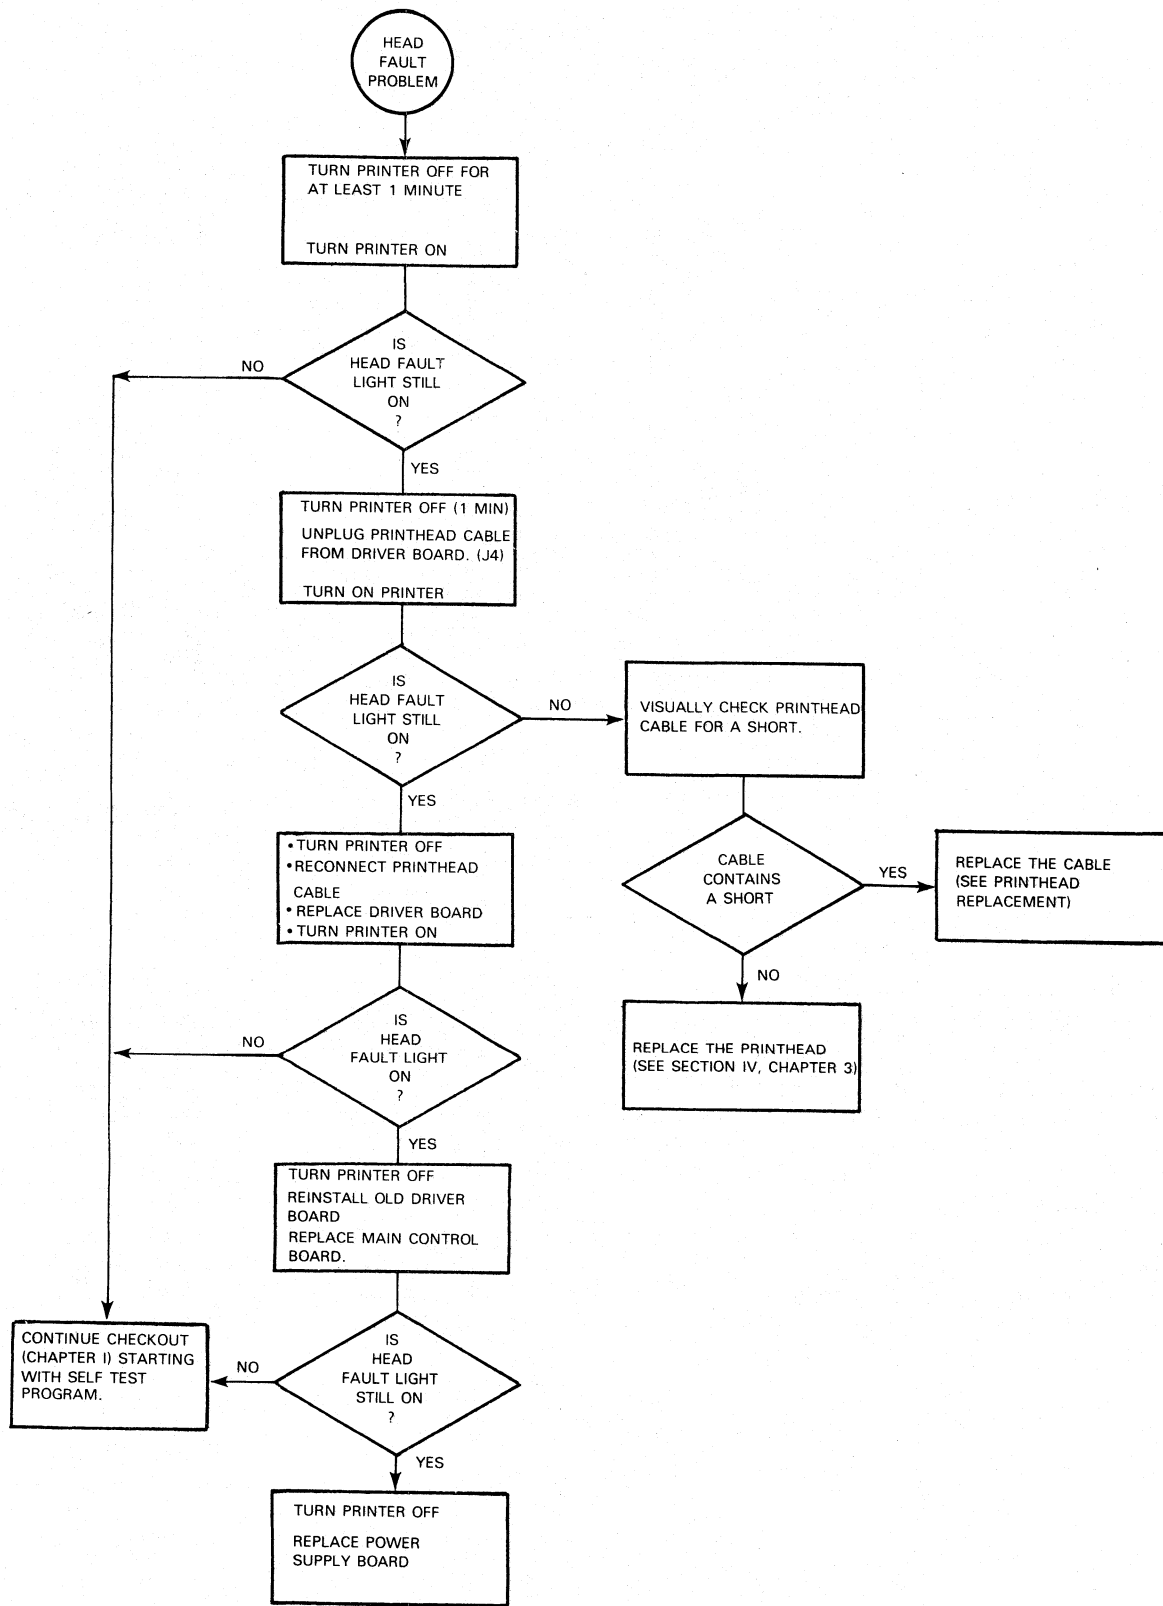 HEAD
FAULT
PROBLEM
TURN PRINTER OFF FOR
AT LEAST 1 MINUTE
TURN PRINTER ON
IS
HEAD FAULT
LIGHT STILL
ON
?
NO
YES
TURN PRINTER OFF (1 MIN)
UNPLUG PRINTHEAD CABLE
FROM DRIVER BOARD. (J4)
TURN ON PRINTER
IS
HEAD FAULT
LIGHT STILL
ON
?
NO
VISUALLY CHECK PRINTHEAD
CABLE FOR A SHORT.
YES
CABLE
CONTAINS
A SHORT
YES
REPLACE THE CABLE
(SEE PRINTHEAD
REPLACEMENT)
NO
REPLACE THE PRINTHEAD
(SEE SECTION IV, CHAPTER 3)
• TURN PRINTER OFF
• RECONNECT PRINTHEAD
CABLE
• REPLACE DRIVER BOARD
• TURN PRINTER ON
IS
HEAD
FAULT LIGHT
ON
?
NO
YES
TURN PRINTER OFF
REINSTALL OLD DRIVER
BOARD
REPLACE MAIN CONTROL
BOARD.
IS
HEAD
FAULT LIGHT
STILL ON
?
NO
CONTINUE CHECKOUT
(CHAPTER I) STARTING
WITH SELF TEST
PROGRAM.
YES
TURN PRINTER OFF
REPLACE POWER
SUPPLY BOARD